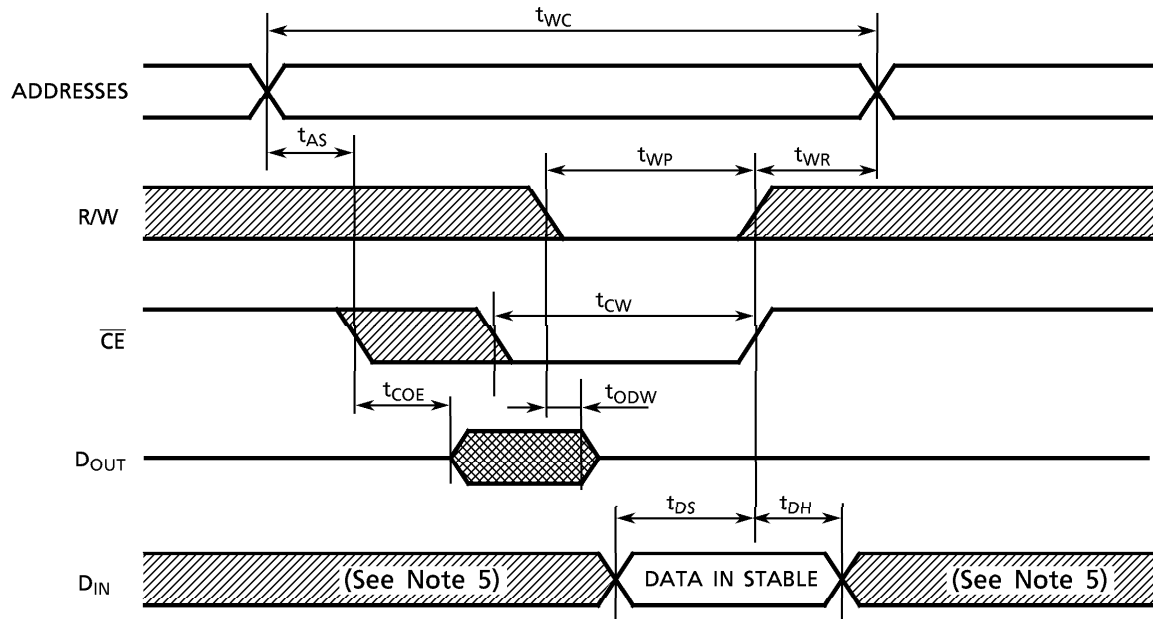 tWC
ADDRESSES
tAS
tWP
tWR
R/W
tCW
C̅E̅
tCOE
tODW
DOUT
tDS
tDH
DIN
(See Note 5)
DATA IN STABLE
(See Note 5)